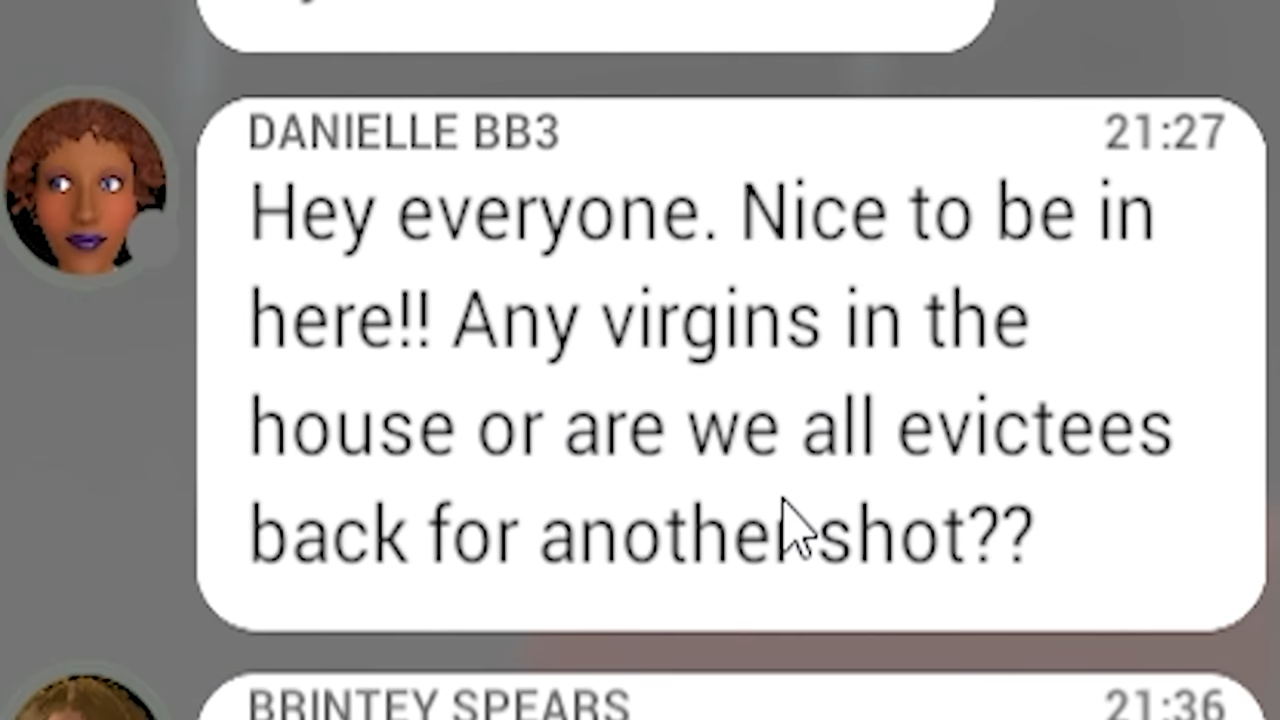 DANIELLE BB3 21:27
Hey everyone. Nice to be in
here!! Any virgins in the
house or are we all evictees
back for another shot??
BRINTEY SPEARS 21:36